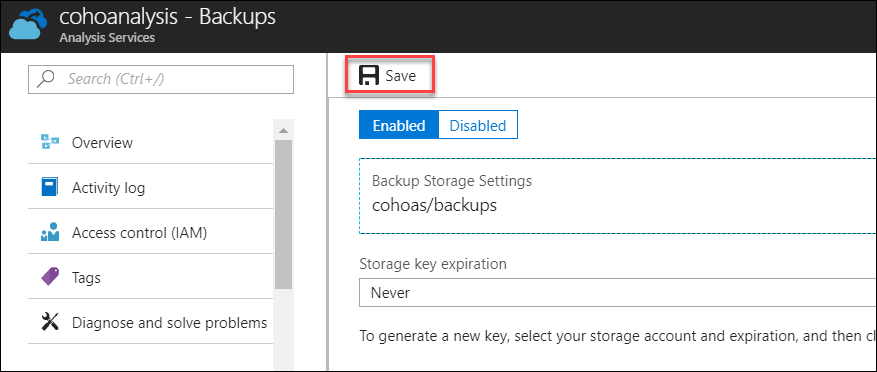 cohoanalysis - Backups
Analysis Services
Search (Ctrl+/)
Overview
Activity log
Access control (IAM)
Tags
Diagnose and solve problems
Save
Enabled
Disabled
Backup Storage Settings
cohoas/backups
Storage key expiration
Never
To generate a new key, select your storage account and expiration, and then cl